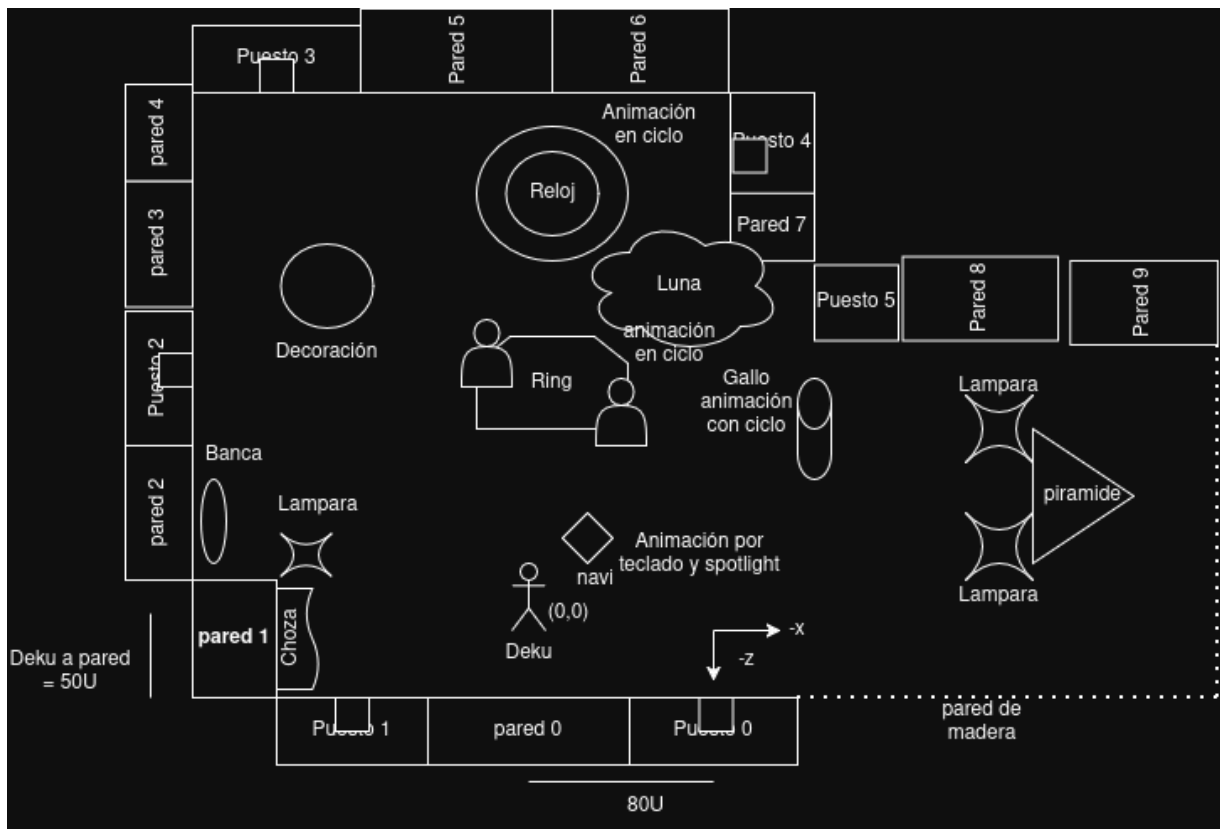 Puesto 3
Pared 5
Pared 6
pared 4
Animación
en ciclo
Puesto 4
Reloj
pared 3
Pared 7
Luna
Puesto 5
Pared 8
Pared 9
animación
en ciclo
Decoración
Puesto 2
Ring
Gallo
animación
con ciclo
Lampara
Banca
pared 2
Lampara
piramide
Animación por
teclado y spotlight
navi
Lampara
(0,0)
Deku
pared 1
Choza
-x
-z
Deku a pared
= 50U
Puesto 1
pared 0
Puesto 0
pared de
madera
80U